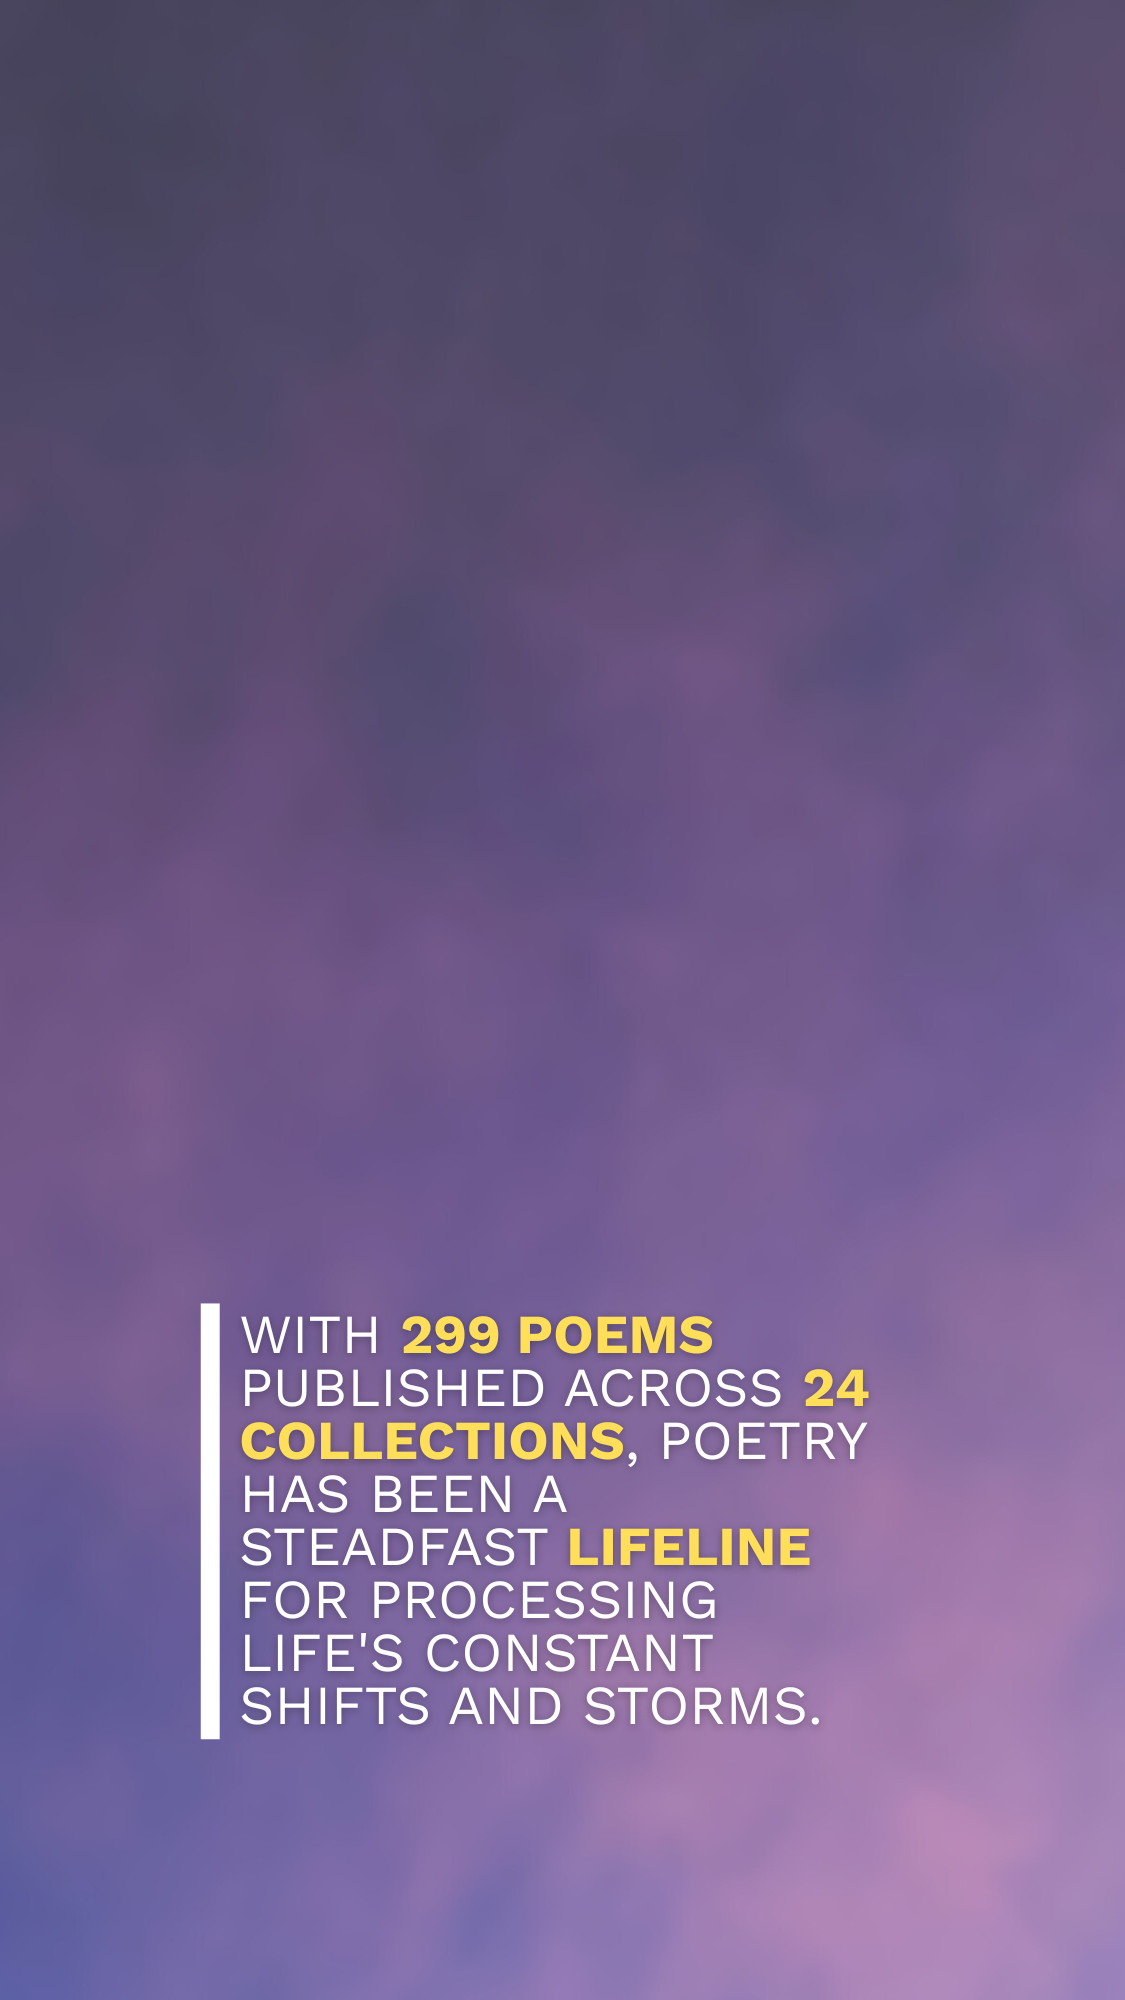 WITH 299 POEMS
PUBLISHED ACROSS 24
COLLECTIONS, POETRY
HAS BEEN A
STEADFAST LIFELINE
FOR PROCESSING
LIFE'S CONSTANT
SHIFTS AND STORMS.